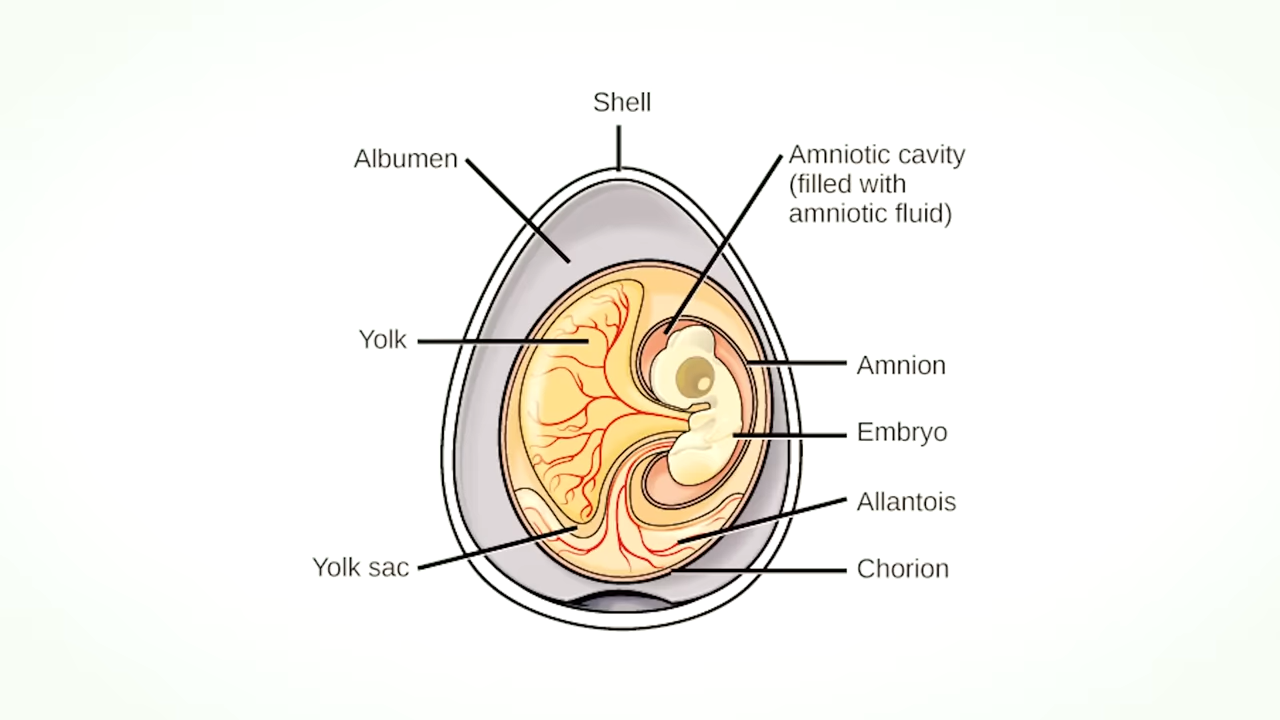 Shell
Albumen
Amniotic cavity
(filled with
amniotic fluid)
Yolk
Amnion
Embryo
Allantois
Yolk sac
Chorion